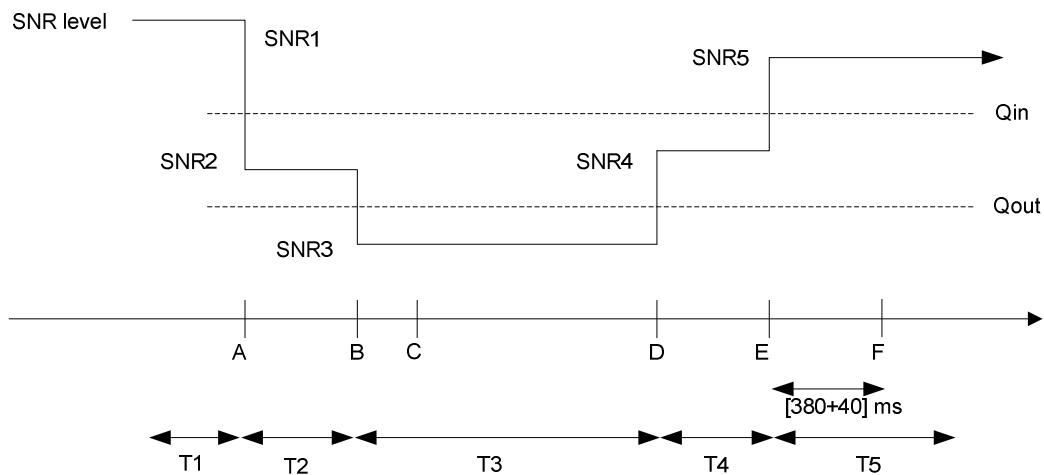 SNR level
SNR1
SNR5
Qin
SNR2
SNR4
Qout
SNR3
A
B
C
D
E
F
[380+40] ms
T1
T2
T3
T4
T5